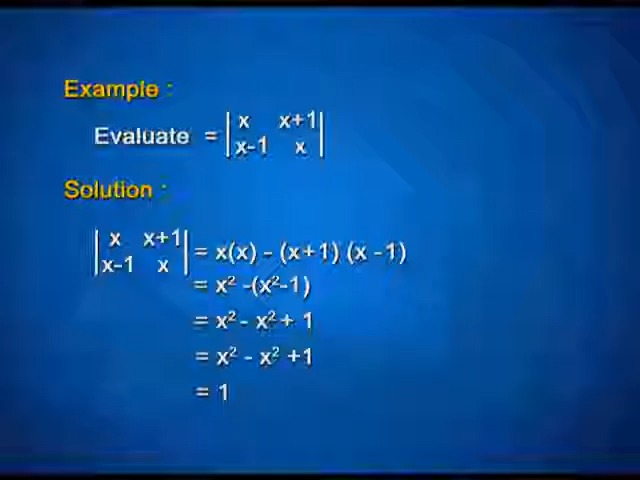 Example :
Evaluate = | x x+1 |
| x-1 x |
Solution :
| x x+1 |
| x-1 x | = x(x) - (x+1) (x -1)
= x² -(x²-1)
= x² - x² + 1
= x² - x² +1
= 1